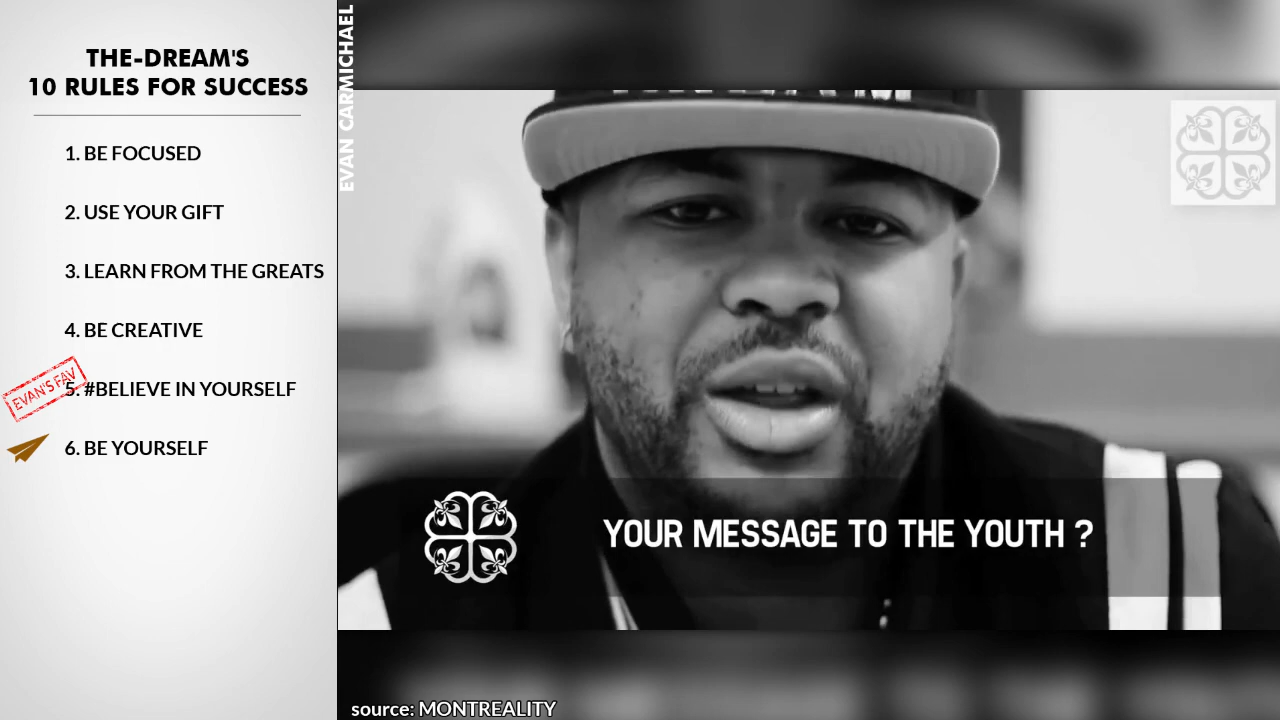 THE-DREAM'S
10 RULES FOR SUCCESS
1. BE FOCUSED
2. USE YOUR GIFT
3. LEARN FROM THE GREATS
4. BE CREATIVE
EVAN'S FAV
5. #BELIEVE IN YOURSELF
6. BE YOURSELF
EVAN CARMICHAEL
YOUR MESSAGE TO THE YOUTH ?
source: MONTREALITY